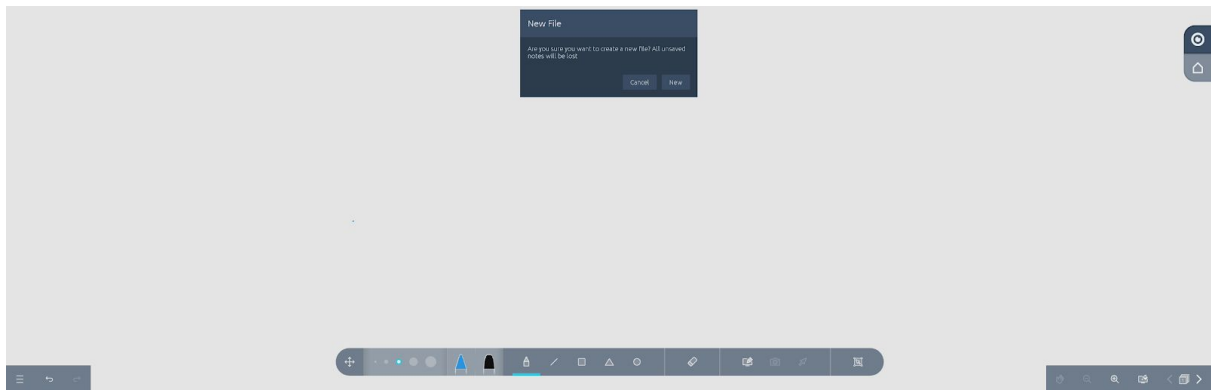 New File
Are you sure you want to create a new file? All unsaved
notes will be lost
Cancel New